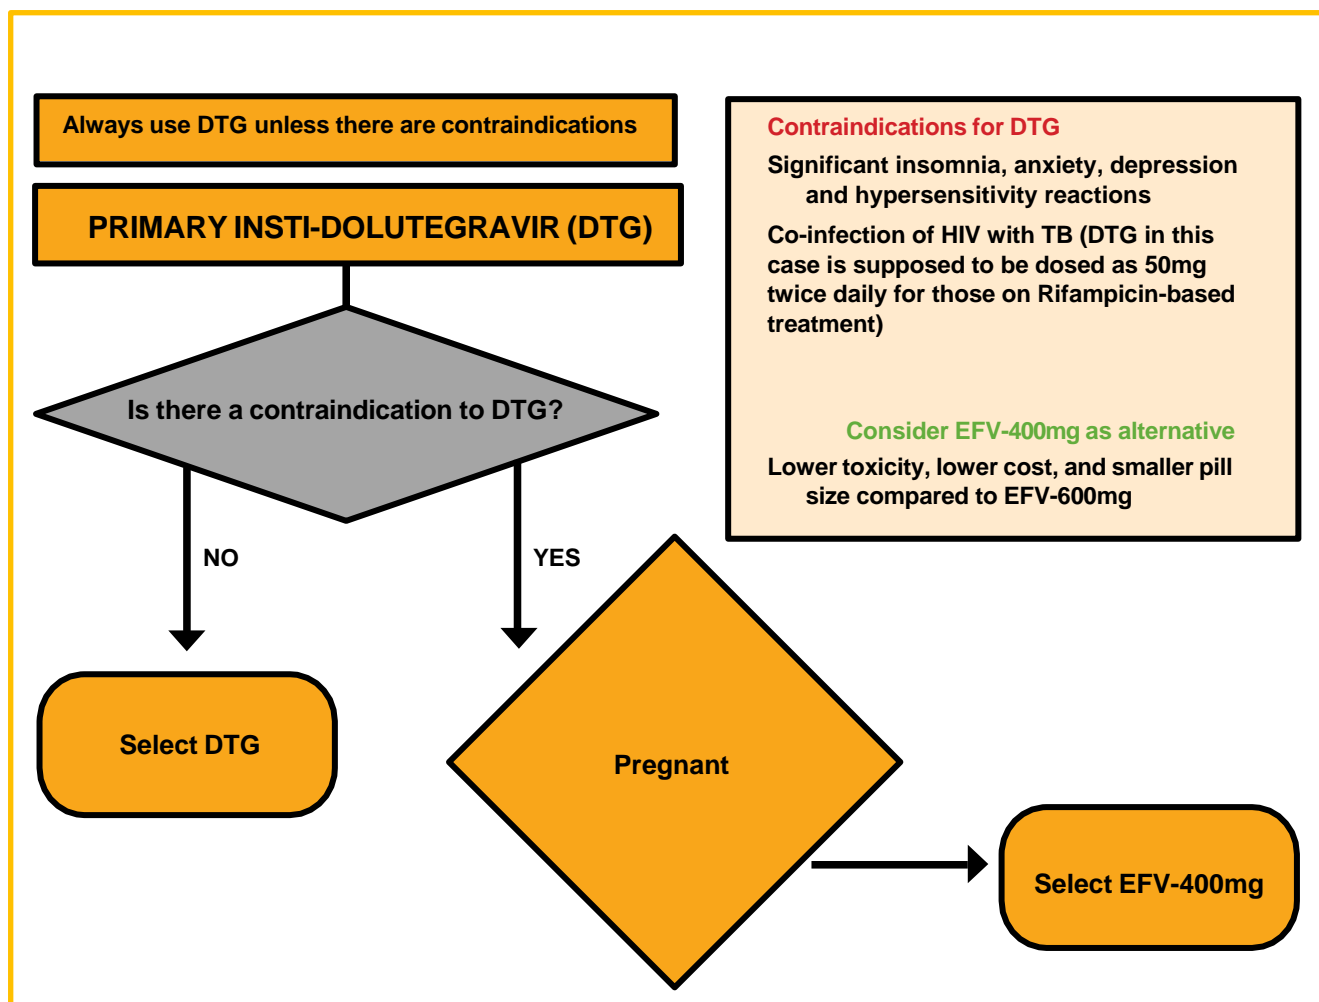 Always use DTG unless there are contraindications
PRIMARY INSTI-DOLUTEGRAVIR (DTG)
Is there a contraindication to DTG?
NO
YES
Select DTG
Pregnant
Select EFV-400mg
Contraindications for DTG
Significant insomnia, anxiety, depression
and hypersensitivity reactions
Co-infection of HIV with TB (DTG in this
case is supposed to be dosed as 50mg
twice daily for those on Rifampicin-based
treatment)
Consider EFV-400mg as alternative
Lower toxicity, lower cost, and smaller pill
size compared to EFV-600mg